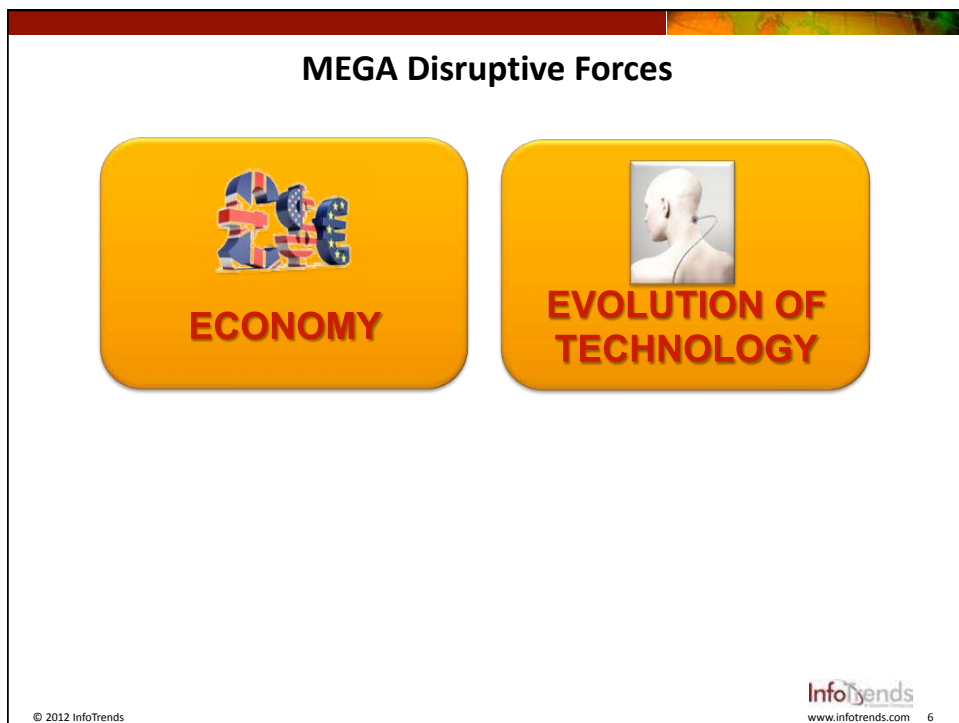 MEGA Disruptive Forces
£$€
ECONOMY
EVOLUTION OF
TECHNOLOGY
InfoTrends
© 2012 InfoTrends
www.infotrends.com 6